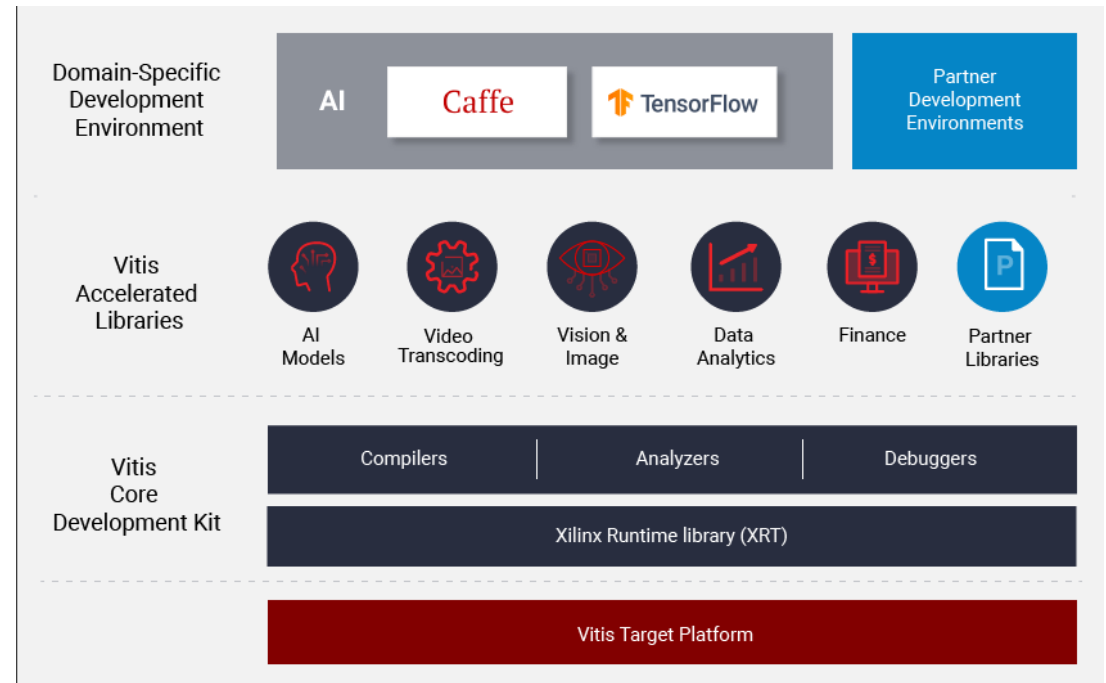 Domain-Specific
Development
Environment
AI
Caffe
TensorFlow
Partner
Development
Environments
Vitis
Accelerated
Libraries
AI
Models
Video
Transcoding
Vision &
Image
Data
Analytics
$
Finance
P
Partner
Libraries
Vitis
Core
Development Kit
Compilers
Analyzers
Debuggers
Xilinx Runtime library (XRT)
Vitis Target Platform